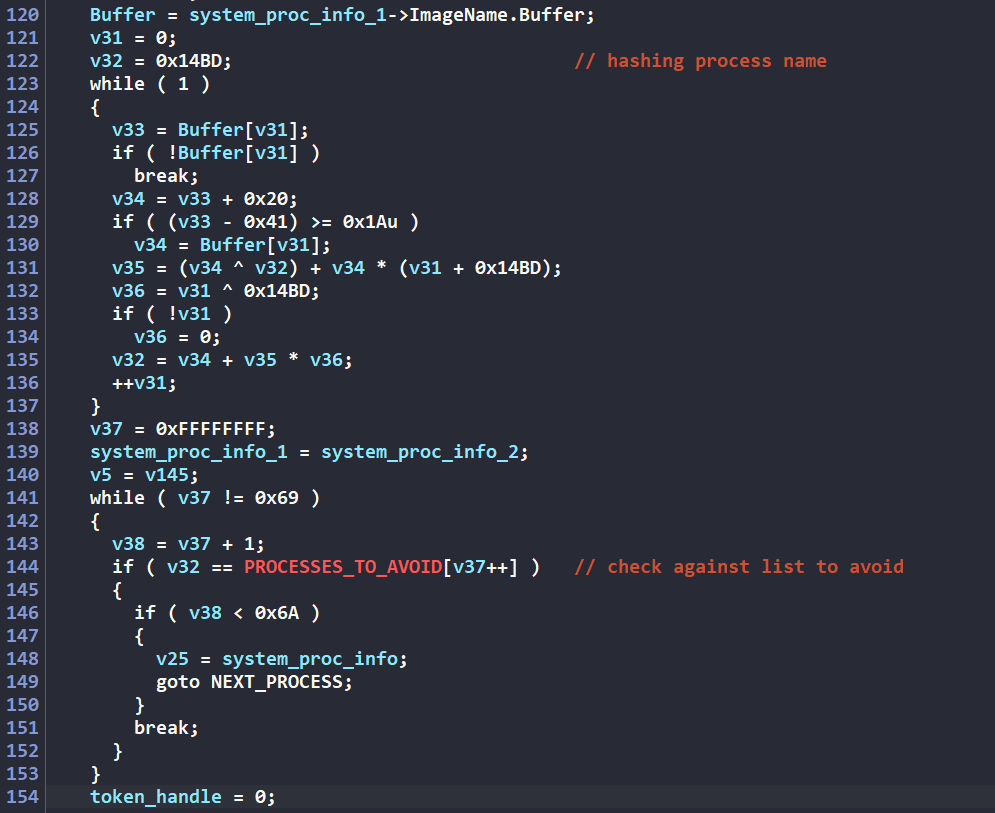 120 Buffer = system_proc_info_1->ImageName.Buffer;
121 v31 = 0;
122 v32 = 0x14BD; // hashing process name
123 while ( 1 )
124 {
125 v33 = Buffer[v31];
126 if ( !Buffer[v31] )
127 break;
128 v34 = v33 + 0x20;
129 if ( (v33 - 0x41) >= 0x1Au )
130 v34 = Buffer[v31];
131 v35 = (v34 ^ v32) + v34 * (v31 + 0x14BD);
132 v36 = v31 ^ 0x14BD;
133 if ( !v31 )
134 v36 = 0;
135 v32 = v34 + v35 * v36;
136 ++v31;
137 }
138 v37 = 0xFFFFFFFF;
139 system_proc_info_1 = system_proc_info_2;
140 v5 = v145;
141 while ( v37 != 0x69 )
142 {
143 v38 = v37 + 1;
144 if ( v32 == PROCESSES_TO_AVOID[v37++] ) // check against list to avoid
145 {
146 if ( v38 < 0x6A )
147 {
148 v25 = system_proc_info;
149 goto NEXT_PROCESS;
150 }
151 break;
152 }
153 }
154 token_handle = 0;